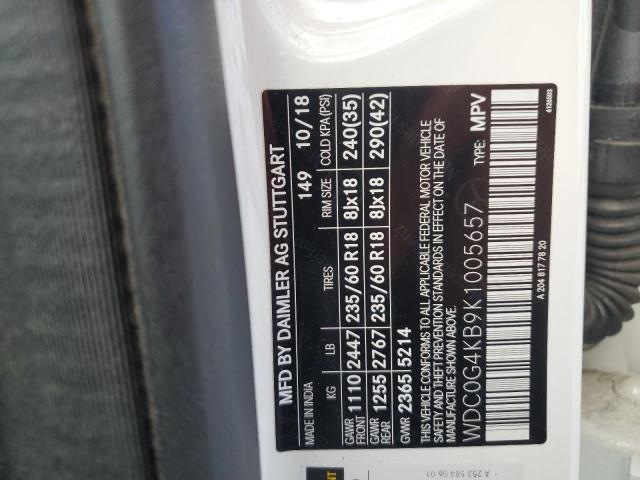 MFD BY DAIMLER AG STUTTGART
MADE IN INDIA 149 10/18
KG LB TIRES RIM SIZE COLD KPA (PSI)
GAWR FRONT 1110 2447 235/60 R18 8Jx18 240(35)
GAWR REAR 1255 2767 235/60 R18 8Jx18 290(42)
GVWR 2365 5214
THIS VEHICLE CONFORMS TO ALL APPLICABLE FEDERAL MOTOR VEHICLE
SAFETY AND THEFT PREVENTION STANDARDS IN EFFECT ON THE DATE OF
MANUFACTURE SHOWN ABOVE.
WDC0G4KB9K1005657 TYPE: MPV
A 204 817 78 20
6126503
A 253 584 06 01